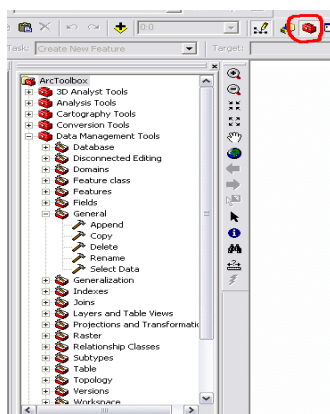 0:0
Task: Create New Feature Target:
ArcToolbox
3D Analyst Tools
Analysis Tools
Cartography Tools
Conversion Tools
Data Management Tools
Database
Disconnected Editing
Domains
Feature class
Features
Fields
General
Append
Copy
Delete
Rename
Select Data
Generalization
Indexes
Joins
Layers and Table Views
Projections and Transformatio
Raster
Relationship Classes
Subtypes
Table
Topology
Versions
Workspace